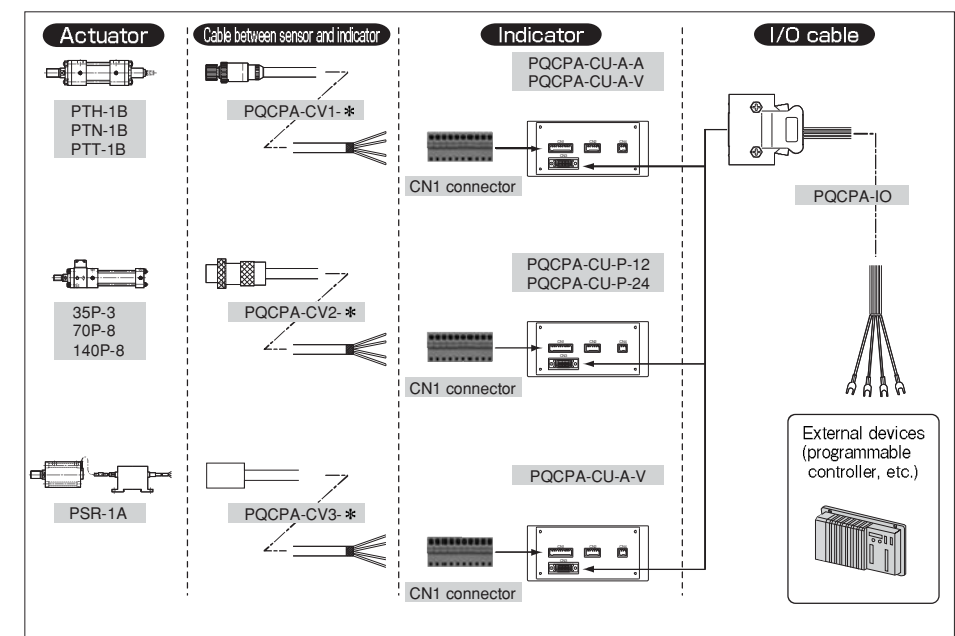 Actuator
Cable between sensor and indicator
Indicator
I/O cable
PTH-1B
PTN-1B
PTT-1B
PQCPA-CV1-*
PQCPA-CU-A-A
PQCPA-CU-A-V
CN1 connector
PQCPA-IO
35P-3
70P-8
140P-8
PQCPA-CV2-*
PQCPA-CU-P-12
PQCPA-CU-P-24
CN1 connector
External devices
(programmable
controller, etc.)
PSR-1A
PQCPA-CV3-*
PQCPA-CU-A-V
CN1 connector